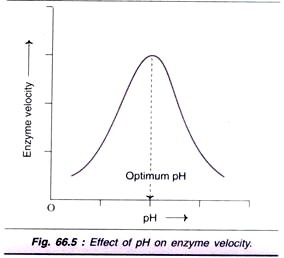 Enzyme velocity
Optimum pH
O
pH
Fig. 66.5 : Effect of pH on enzyme velocity.